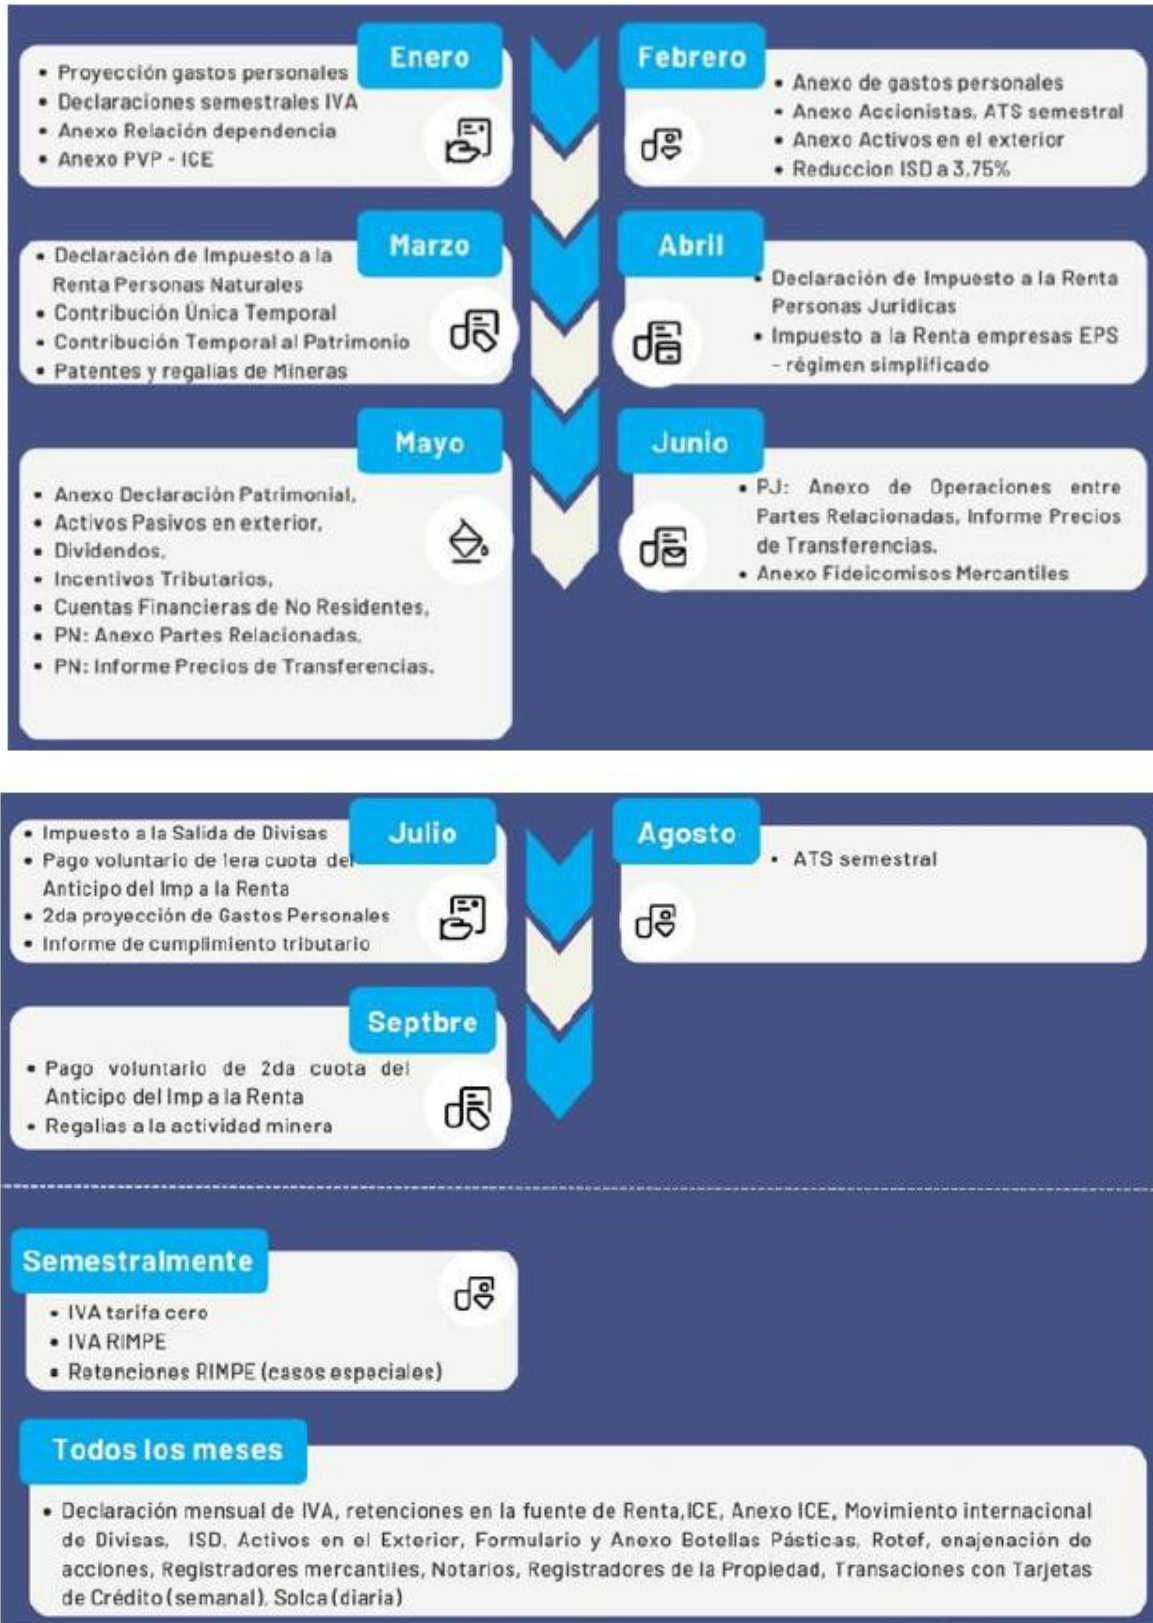 Enero
• Proyección gastos personales
• Declaraciones semestrales IVA
• Anexo Relación dependencia
• Anexo PVP - ICE
Febrero
• Anexo de gastos personales
• Anexo Accionistas, ATS semestral
• Anexo Activos en el exterior
• Reduccion ISD a 3,75%
Marzo
• Declaración de Impuesto a la
Renta Personas Naturales
• Contribución Única Temporal
• Contribución Temporal al Patrimonio
• Patentes y regalias de Mineras
Abril
• Declaración de Impuesto a la Renta
Personas Juridicas
• Impuesto a la Renta empresas EPS
- régimen simplificado
Mayo
• Anexo Declaración Patrimonial,
• Activos Pasivos en exterior,
• Dividendos,
• Incentivos Tributarios,
• Cuentas Financieras de No Residentes,
• PN: Anexo Partes Relacionadas,
• PN: Informe Precios de Transferencias.
Junio
• PJ: Anexo de Operaciones entre
Partes Relacionadas, Informe Precios
de Transferencias.
• Anexo Fideicomisos Mercantiles
Julio
• Impuesto a la Salida de Divisas
• Pago voluntario de 1era cuota del
Anticipo del Imp a la Renta
• 2da proyección de Gastos Personales
• Informe de cumplimiento tributario
Agosto
• ATS semestral
Septbre
• Pago voluntario de 2da cuota del
Anticipo del Imp a la Renta
• Regalias a la actividad minera
Semestralmente
• IVA tarifa cero
• IVA RIMPE
• Retenciones RIMPE (casos especiales)
Todos los meses
• Declaración mensual de IVA, retenciones en la fuente de Renta,ICE, Anexo ICE, Movimiento internacional
de Divisas, ISD, Activos en el Exterior, Formulario y Anexo Botellas Pásticas, Rotef, enajenación de
acciones, Registradores mercantiles, Notarios, Registradores de la Propiedad, Transaciones con Tarjetas
de Crédito (semanal), Solca (diaria)